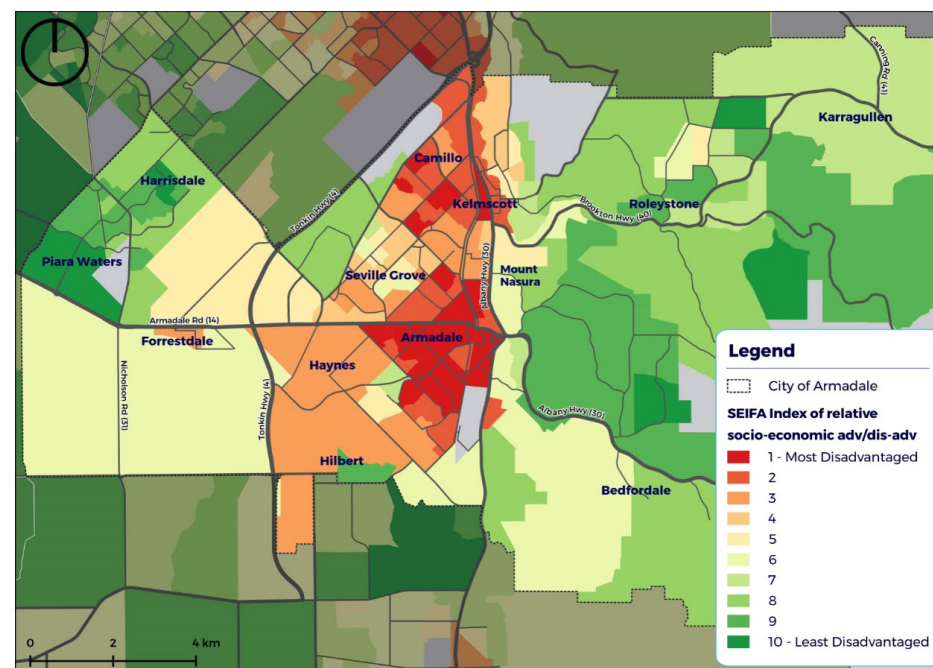 Canning Rd (41)
Karragullen
Camillo
Harrisdale
Tonkin Hwy (4)
Kelmscott
Brookton Hwy (40)
Roleystone
Piara Waters
Seville Grove
Albany Hwy (30)
Mount
Nasura
Armadale Rd (14)
Forrestdale
Armadale
Haynes
Nicholson Rd (31)
Tonkin Hwy (4)
Albany Hwy (30)
Hilbert
Bedfordale
0 2 4 km
Legend
City of Armadale
SEIFA Index of relative
socio-economic adv/dis-adv
1 - Most Disadvantaged
2
3
4
5
6
7
8
9
10 - Least Disadvantaged